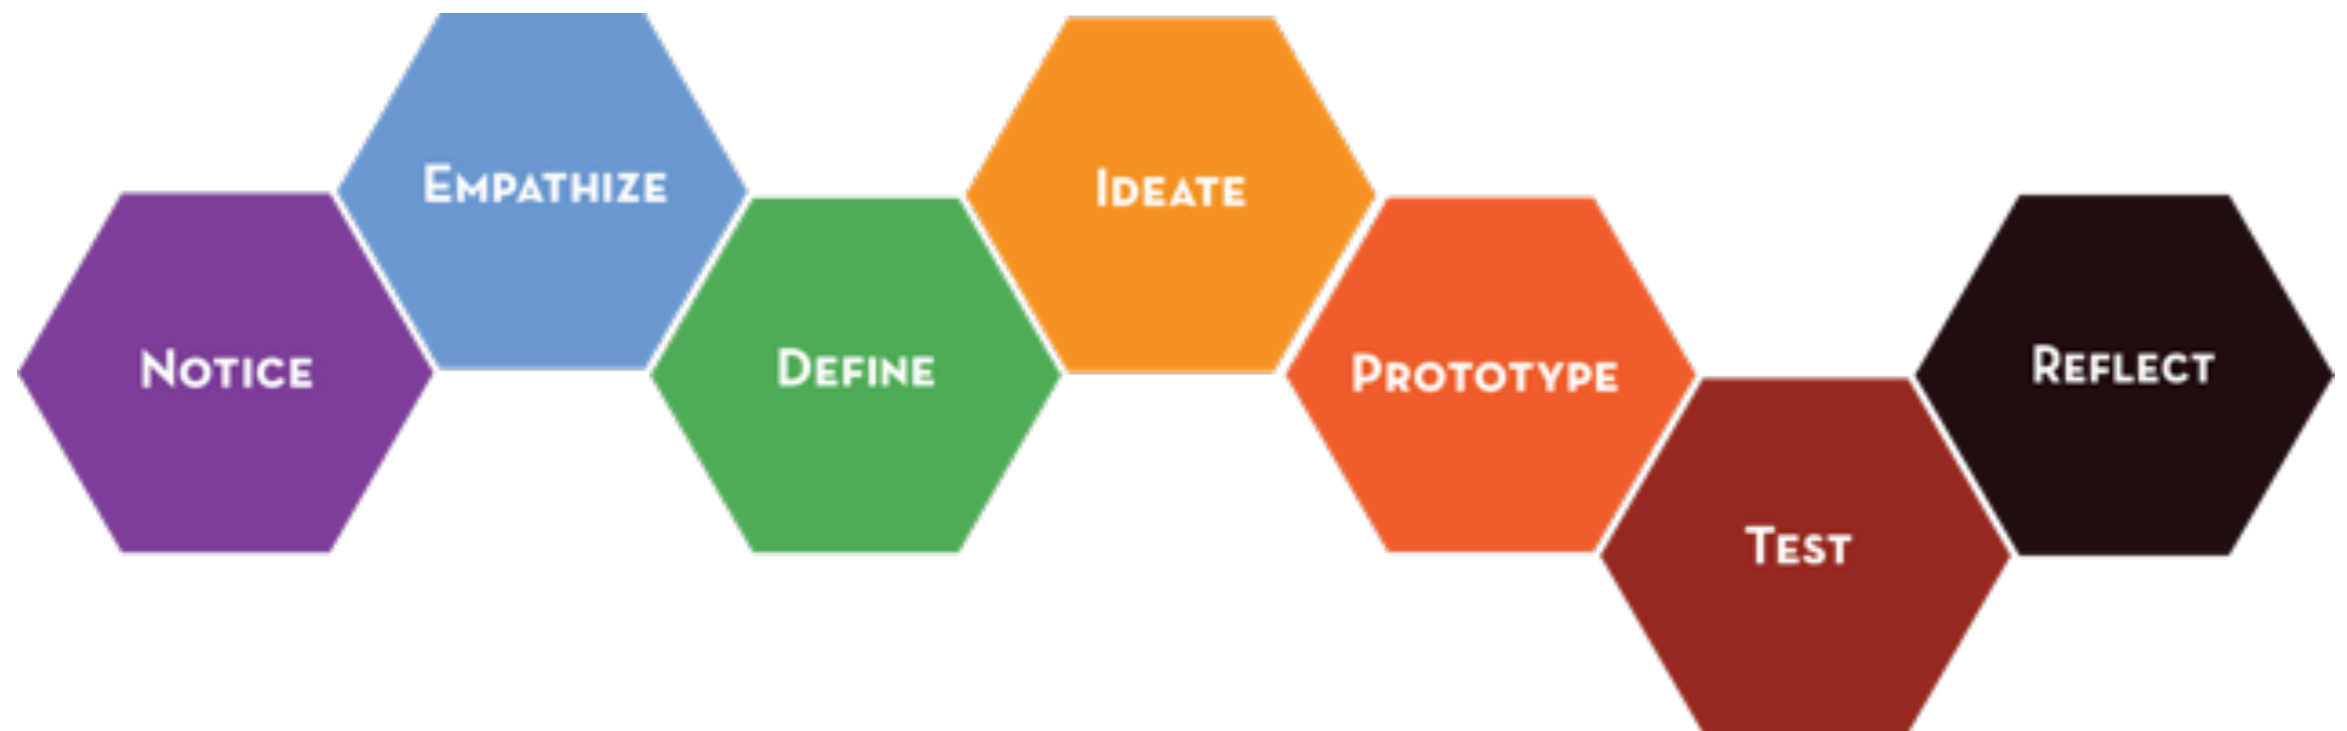 Notice
Empathize
Define
Ideate
Prototype
Test
Reflect